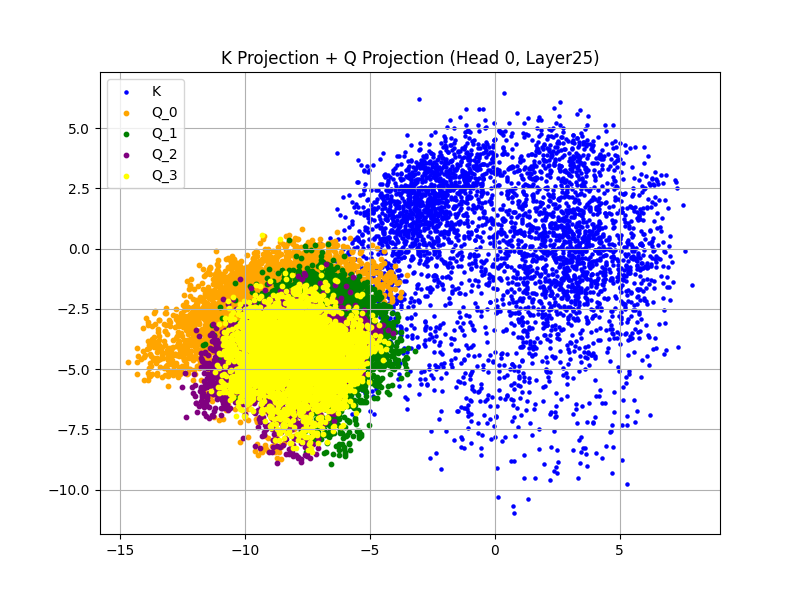 K Projection + Q Projection (Head 0, Layer25)
K
Q_0
Q_1
Q_2
Q_3
5.0
2.5
0.0
−2.5
−5.0
−7.5
−10.0
−15
−10
−5
0
5